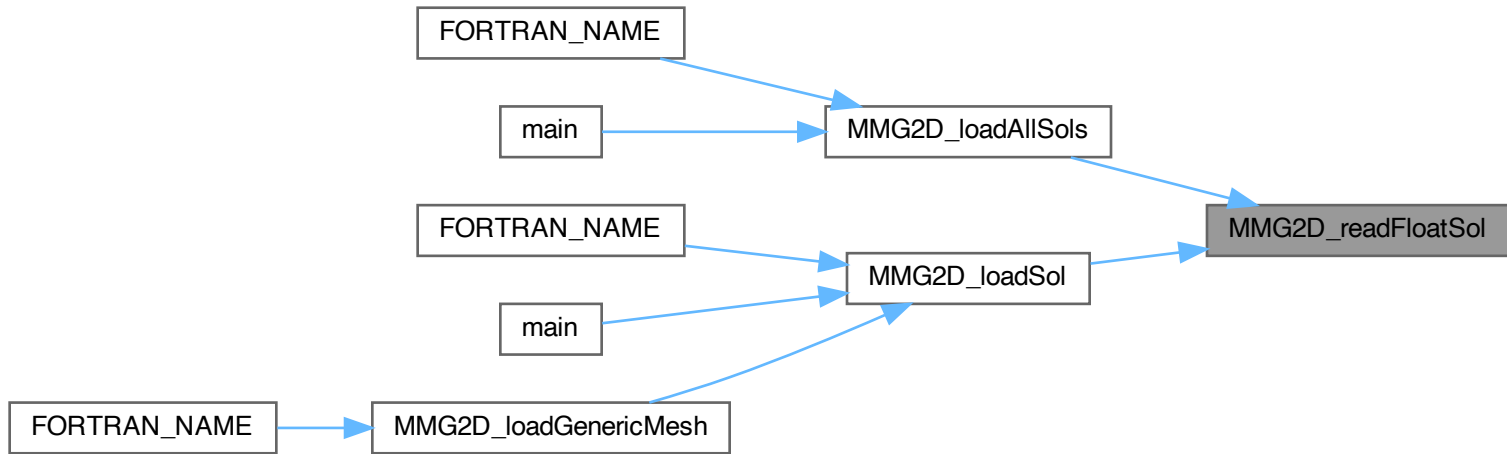 FORTRAN_NAME
main
MMG2D_loadAllSols
FORTRAN_NAME
MMG2D_readFloatSol
MMG2D_loadSol
main
FORTRAN_NAME
MMG2D_loadGenericMesh